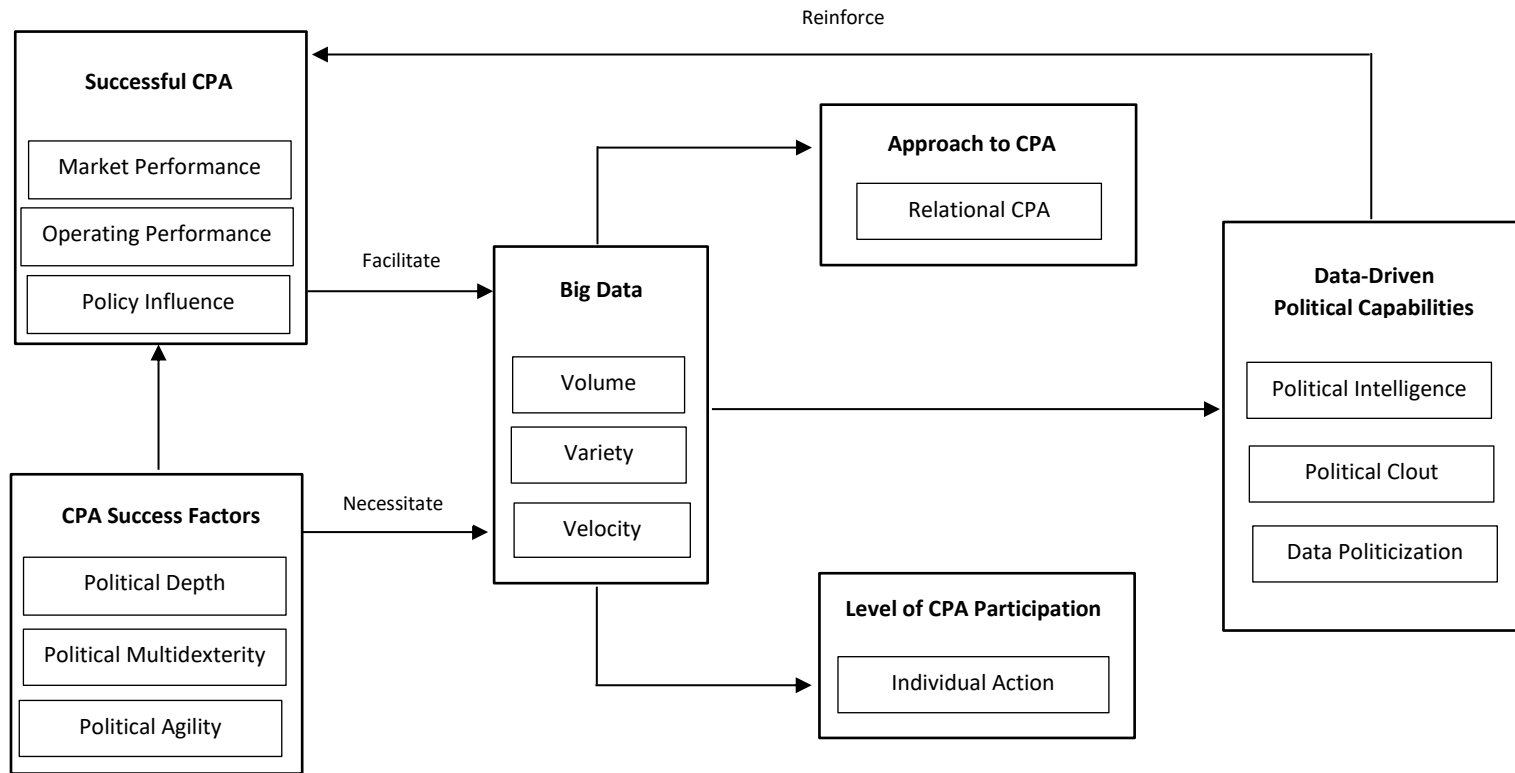 Reinforce
Successful CPA
Market Performance
Operating Performance
Policy Influence
Facilitate
Necessitate
CPA Success Factors
Political Depth
Political Multidexterity
Political Agility
Big Data
Volume
Variety
Velocity
Approach to CPA
Relational CPA
Level of CPA Participation
Individual Action
Data-Driven
Political Capabilities
Political Intelligence
Political Clout
Data Politicization